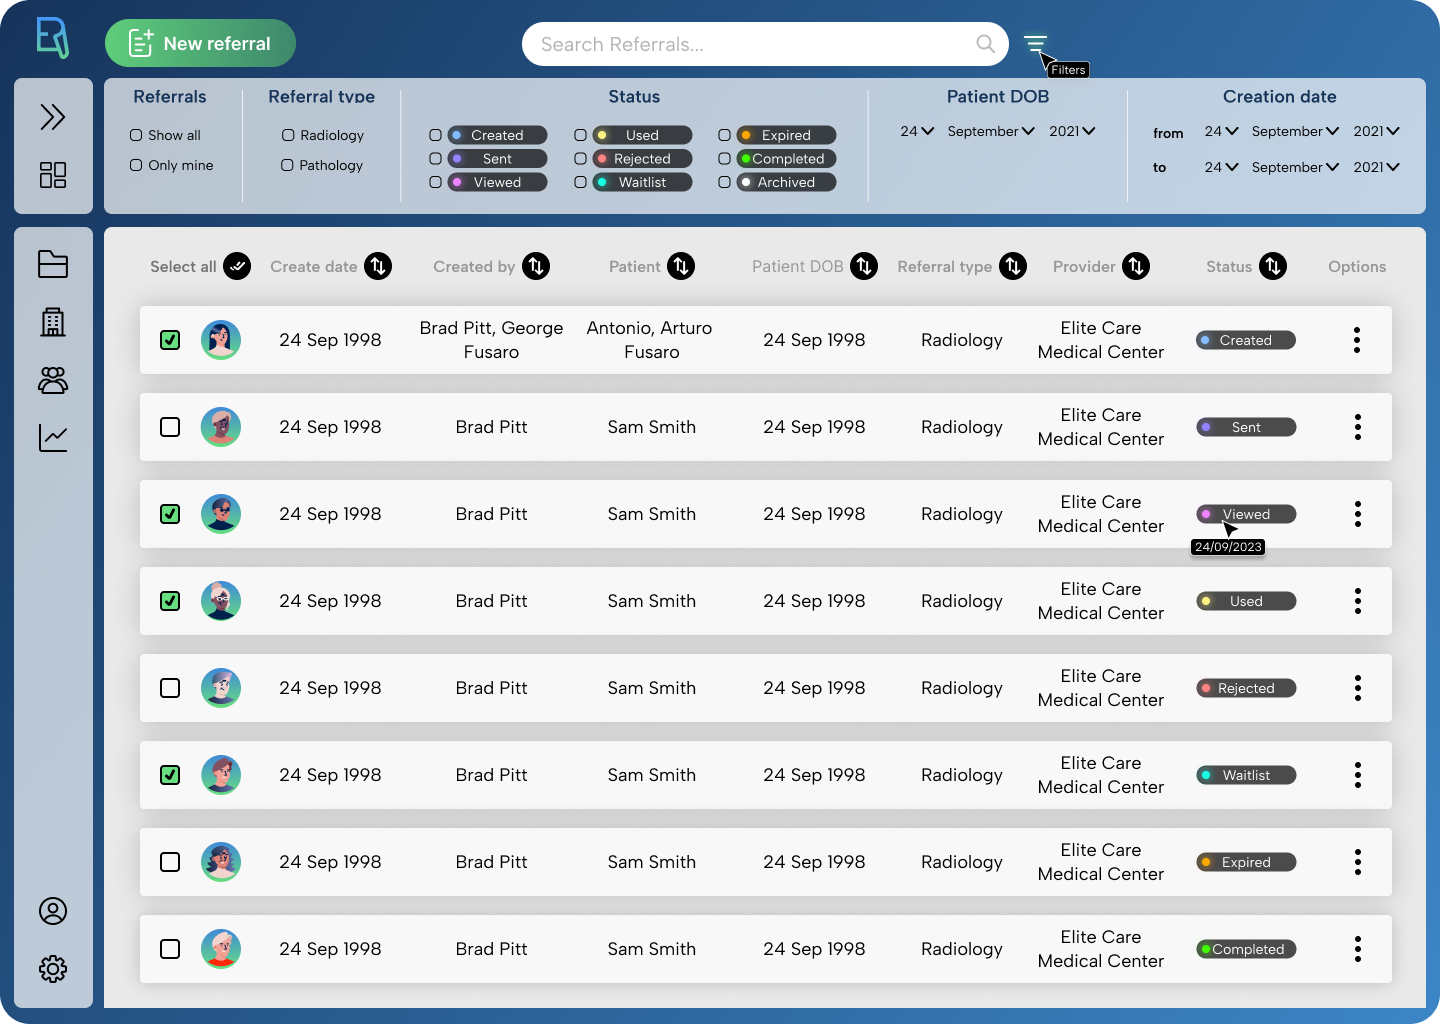 New referral
Search Referrals...
Filters
Referrals
Referral type
Status
Patient DOB
Creation date
Show all
Only mine
Radiology
Pathology
Created
Used
Expired
Sent
Rejected
Completed
Viewed
Waitlist
Archived
24 September 2021
from 24 September 2021
to 24 September 2021
Select all Create date Created by Patient Patient DOB Referral type Provider Status Options
24 Sep 1998
Brad Pitt, George
Fusaro
Antonio, Arturo
Fusaro
24 Sep 1998
Radiology
Elite Care
Medical Center
Created
24 Sep 1998
Brad Pitt
Sam Smith
24 Sep 1998
Radiology
Elite Care
Medical Center
Sent
24 Sep 1998
Brad Pitt
Sam Smith
24 Sep 1998
Radiology
Elite Care
Medical Center
Viewed
24/09/2023
24 Sep 1998
Brad Pitt
Sam Smith
24 Sep 1998
Radiology
Elite Care
Medical Center
Used
24 Sep 1998
Brad Pitt
Sam Smith
24 Sep 1998
Radiology
Elite Care
Medical Center
Rejected
24 Sep 1998
Brad Pitt
Sam Smith
24 Sep 1998
Radiology
Elite Care
Medical Center
Waitlist
24 Sep 1998
Brad Pitt
Sam Smith
24 Sep 1998
Radiology
Elite Care
Medical Center
Expired
24 Sep 1998
Brad Pitt
Sam Smith
24 Sep 1998
Radiology
Elite Care
Medical Center
Completed